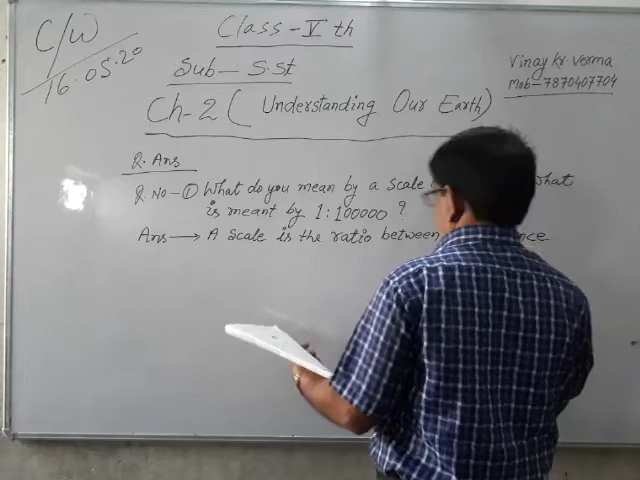 C/W
16.05.20
Class - V th
Sub - S.St
Vinay Kr. Verma
Mob- 7870407704
Ch-2 ( Understanding Our Earth)
Q. Ans
Q. No - ① What do you mean by a scale what
is meant by 1:100000 ?
Ans → A scale is the ratio between